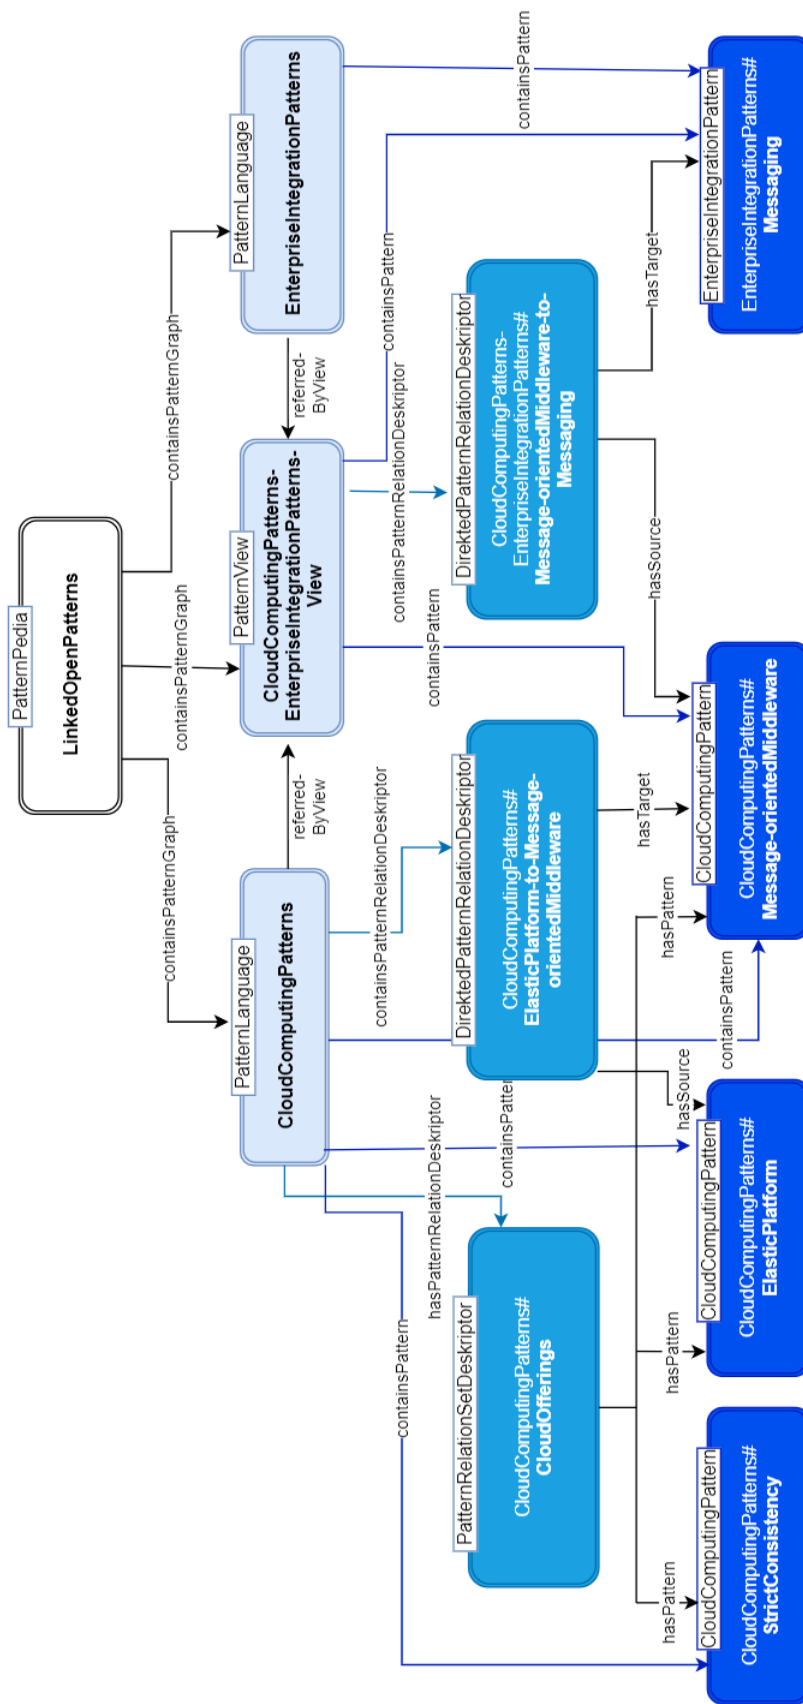 PatternPedia
LinkedOpenPatterns
containsPatternGraph
containsPatternGraph
containsPatternGraph
PatternLanguage
CloudComputingPatterns
referred-
ByView
PatternView
CloudComputingPatterns-
EnterpriseIntegrationPatterns-
View
referred-
ByView
PatternLanguage
EnterpriseIntegrationPatterns
containsPattern
hasPatternRelationDeskriptor
containsPatter
containsPatternRelationDeskriptor
containsPattern
containsPatternRelationDeskriptor
containsPattern
containsPattern
PatternRelationSetDeskriptor
CloudComputingPatterns#
CloudOfferings
DirektedPatternRelationDeskriptor
CloudComputingPatterns#
ElasticPlatform-to-Message-
orientedMiddleware
DirektedPatternRelationDeskriptor
CloudComputingPatterns-
EnterpriseIntegrationPatterns#
Message-orientedMiddleware-to-
Messaging
hasPattern
hasPattern
hasSource
hasPattern
hasTarget
hasSource
hasTarget
containsPattern
CloudComputingPattern
CloudComputingPatterns#
StrictConsistency
CloudComputingPattern
CloudComputingPatterns#
ElasticPlatform
CloudComputingPattern
CloudComputingPatterns#
Message-orientedMiddleware
EnterpriseIntegrationPattern
EnterpriseIntegrationPatterns#
Messaging